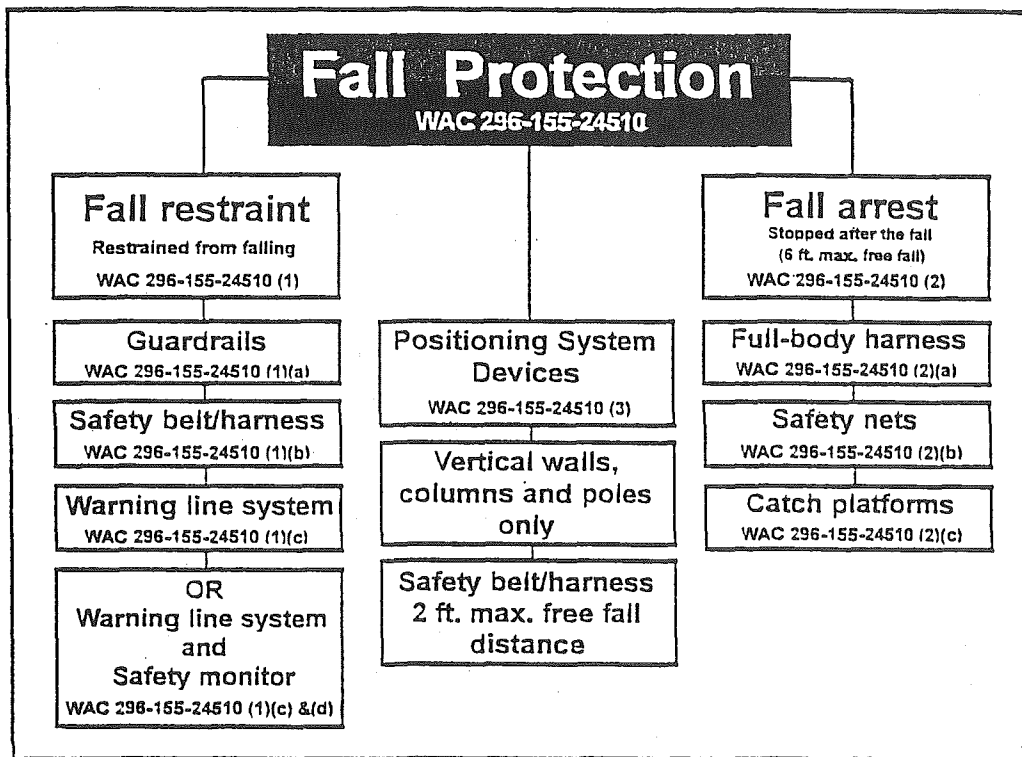 Fall Protection
WAC 296-155-24510
Fall restraint
Restrained from falling
WAC 296-155-24510 (1)
Guardrails
WAC 296-155-24510 (1)(a)
Safety belt/harness
WAC 296-155-24510 (1)(b)
Warning line system
WAC 296-155-24510 (1)(c)
OR
Warning line system
and
Safety monitor
WAC 296-155-24510 (1)(c) &(d)
Positioning System
Devices
WAC 296-155-24510 (3)
Vertical walls,
columns and poles
only
Safety belt/harness
2 ft. max. free fall
distance
Fall arrest
Stopped after the fall
(6 ft. max. free fall)
WAC 296-155-24510 (2)
Full-body harness
WAC 296-155-24510 (2)(a)
Safety nets
WAC 296-155-24510 (2)(b)
Catch platforms
WAC 296-155-24510 (2)(c)